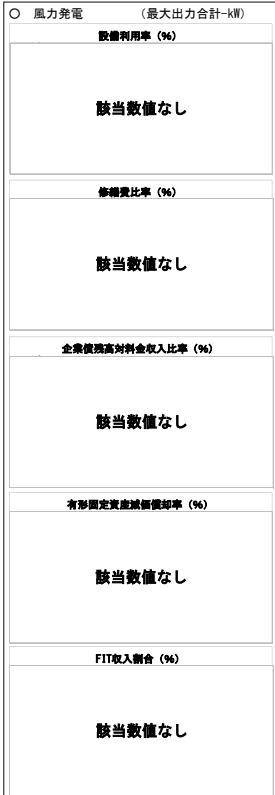 ○ 風力発電 (最大出力合計-kW)
設備利用率（%）
該当数値なし
修繕費比率（%）
該当数値なし
企業債残高対料金収入比率（%）
該当数値なし
有形固定資産減価償却率（%）
該当数値なし
FIT収入割合（%）
該当数値なし